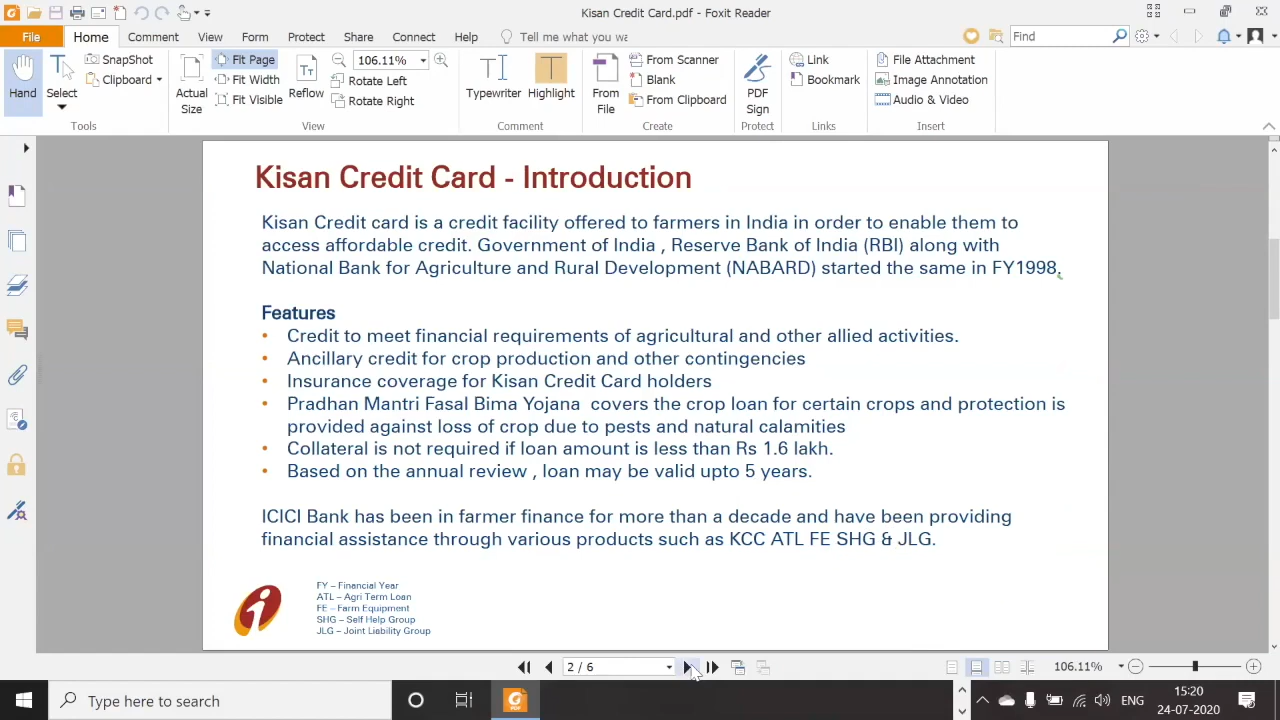 Kisan Credit Card.pdf - Foxit Reader
File Home Comment View Form Protect Share Connect Help Tell me what you wa Find
SnapShot Fit Page 106.11% From Scanner Link File Attachment
Clipboard Fit Width Rotate Left Blank Bookmark Image Annotation
Hand Select Actual Size Fit Visible Reflow Rotate Right Typewriter Highlight From File From Clipboard PDF Sign Audio & Video
Tools View Comment Create Protect Links Insert
Kisan Credit Card - Introduction
Kisan Credit card is a credit facility offered to farmers in India in order to enable them to
access affordable credit. Government of India , Reserve Bank of India (RBI) along with
National Bank for Agriculture and Rural Development (NABARD) started the same in FY1998.
Features
• Credit to meet financial requirements of agricultural and other allied activities.
• Ancillary credit for crop production and other contingencies
• Insurance coverage for Kisan Credit Card holders
• Pradhan Mantri Fasal Bima Yojana covers the crop loan for certain crops and protection is
provided against loss of crop due to pests and natural calamities
• Collateral is not required if loan amount is less than Rs 1.6 lakh.
• Based on the annual review , loan may be valid upto 5 years.
ICICI Bank has been in farmer finance for more than a decade and have been providing
financial assistance through various products such as KCC ATL FE SHG & JLG.
FY – Financial Year
ATL – Agri Term Loan
FE – Farm Equipment
SHG – Self Help Group
JLG – Joint Liability Group
2 / 6 106.11%
Type here to search ENG 15:20
24-07-2020